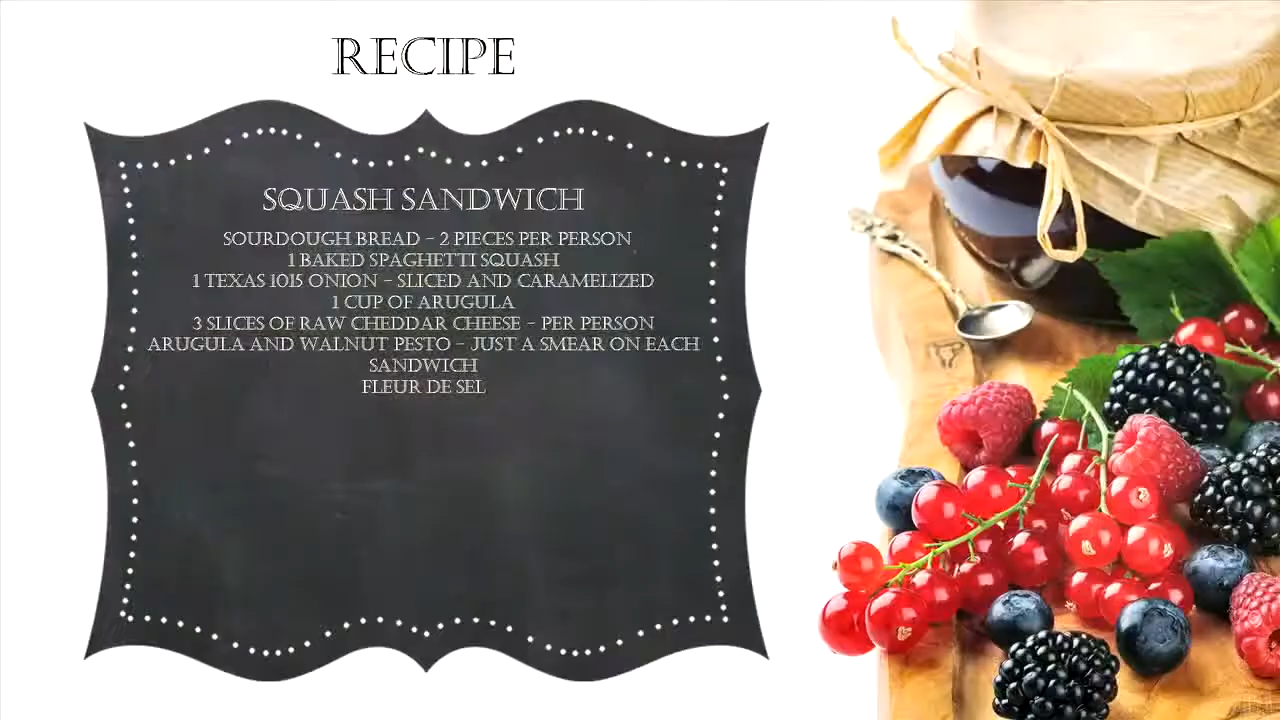 RECIPE
SQUASH SANDWICH
SOURDOUGH BREAD – 2 PIECES PER PERSON
1 BAKED SPAGHETTI SQUASH
1 TEXAS 1015 ONION – SLICED AND CARAMELIZED
1 CUP OF ARUGULA
3 SLICES OF RAW CHEDDAR CHEESE – PER PERSON
ARUGULA AND WALNUT PESTO – JUST A SMEAR ON EACH
SANDWICH
FLEUR DE SEL